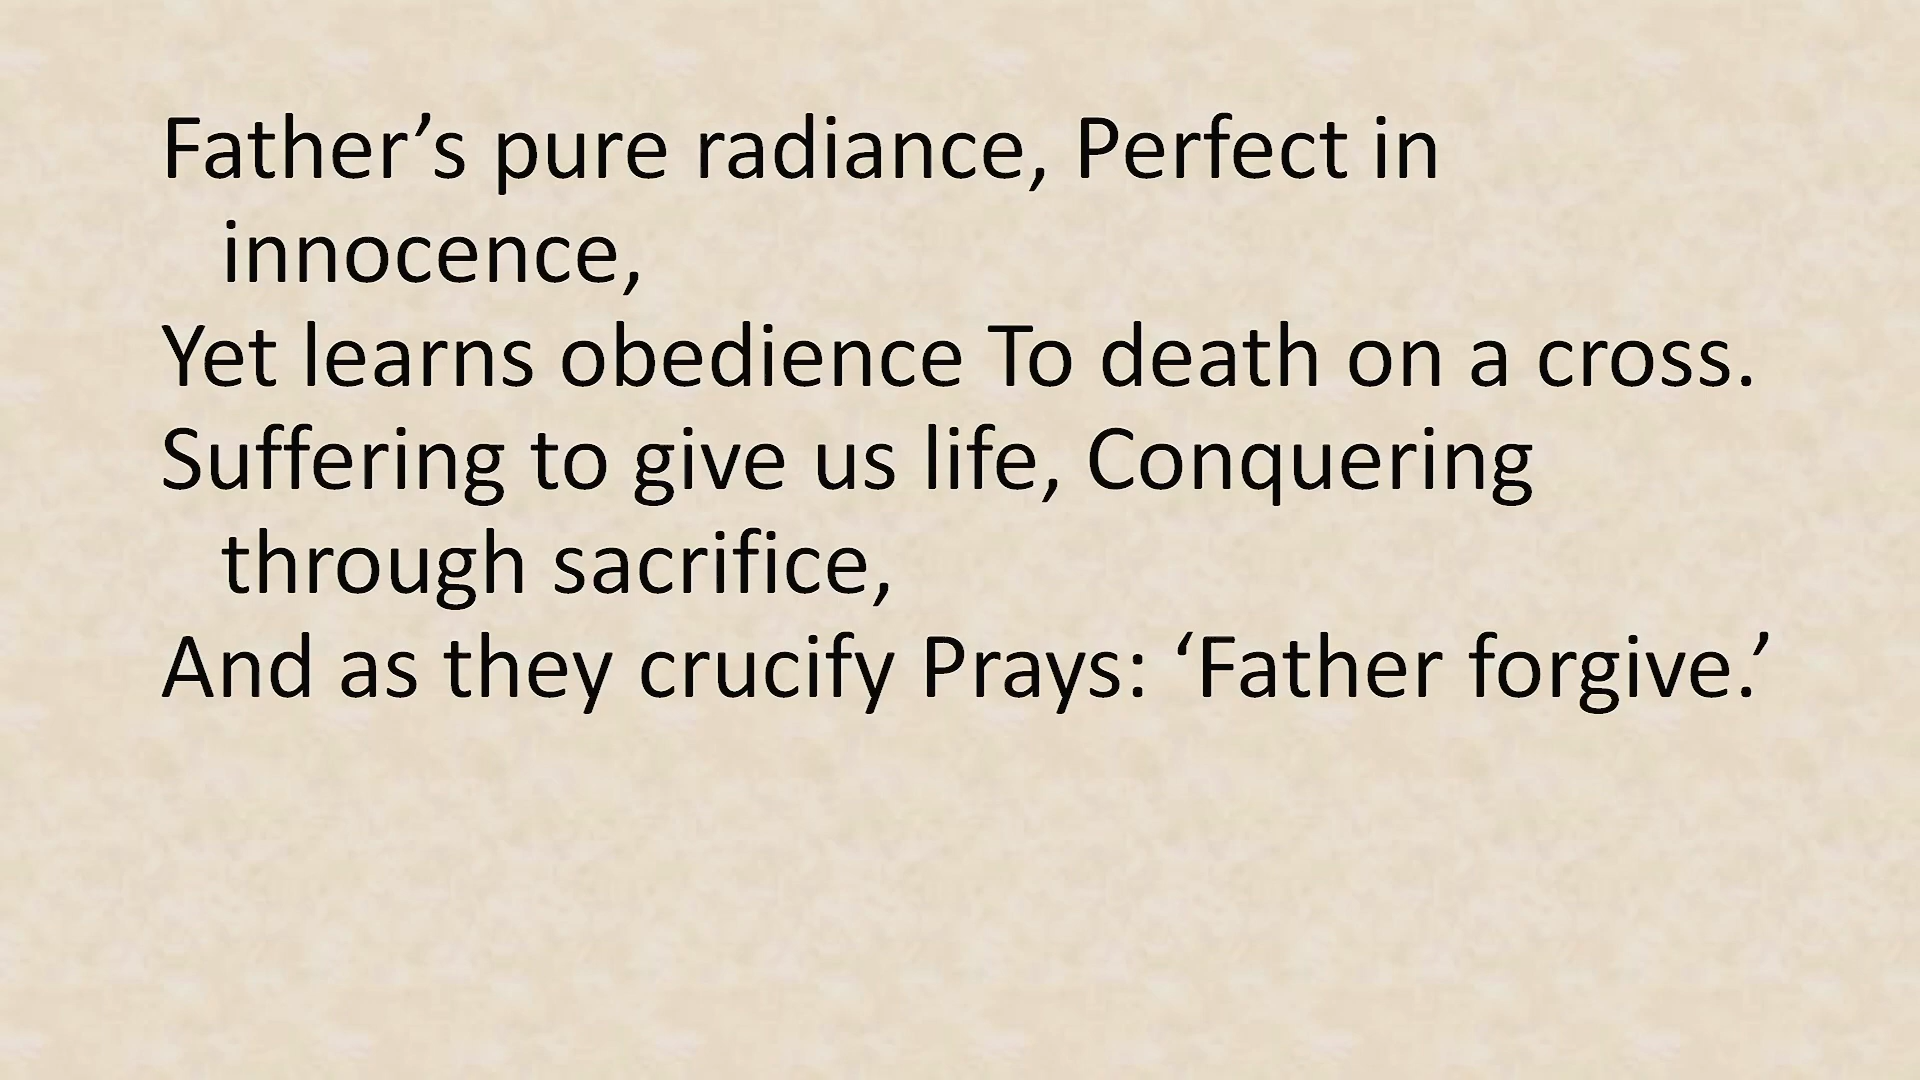 Father’s pure radiance, Perfect in
innocence,
Yet learns obedience To death on a cross.
Suffering to give us life, Conquering
through sacrifice,
And as they crucify Prays: ‘Father forgive.’